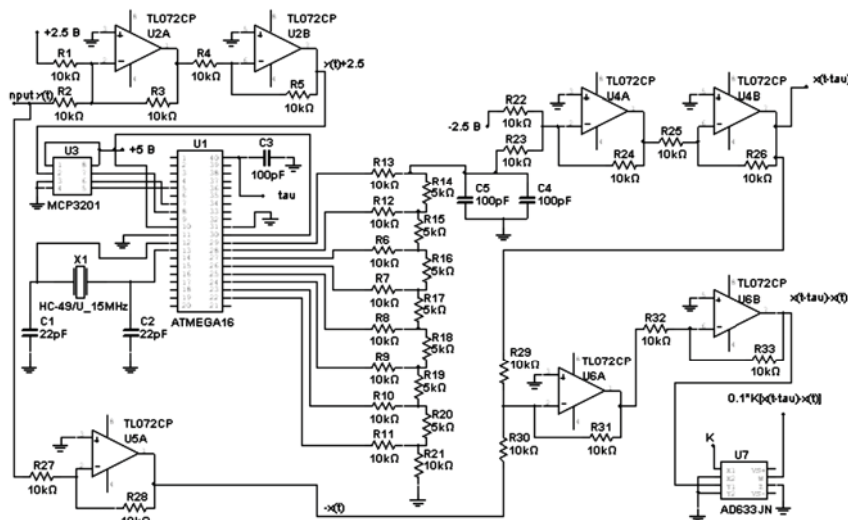 +2.5 В
TL072CP
U2A
R1
10kΩ
R2
10kΩ
R3
10kΩ
nput x(t)
R4
10kΩ
TL072CP
U2B
R5
10kΩ
x(t)+2.5
U3
MCP3201
+5 В
U1
ATMEGA16
C3
100pF
tau
X1
HC-49/U_15MHz
C1
22pF
C2
22pF
R13
10kΩ
R12
10kΩ
R6
10kΩ
R7
10kΩ
R8
10kΩ
R9
10kΩ
R10
10kΩ
R11
10kΩ
R14
5kΩ
R15
5kΩ
R16
5kΩ
R17
5kΩ
R18
5kΩ
R19
5kΩ
R20
5kΩ
R21
10kΩ
C5
100pF
C4
100pF
-2.5 В
R22
10kΩ
R23
10kΩ
TL072CP
U4A
R24
10kΩ
R25
10kΩ
TL072CP
U4B
R26
10kΩ
x(t-tau)
R27
10kΩ
TL072CP
U5A
R28
10kΩ
-x(t)
R29
10kΩ
R30
10kΩ
TL072CP
U6A
R31
10kΩ
R32
10kΩ
TL072CP
U6B
R33
10kΩ
x(t-tau)-x(t)
0.1*K[x(t-tau)-x(t)]
K
U7
X1
X2
Y1
Y2
AD633JN